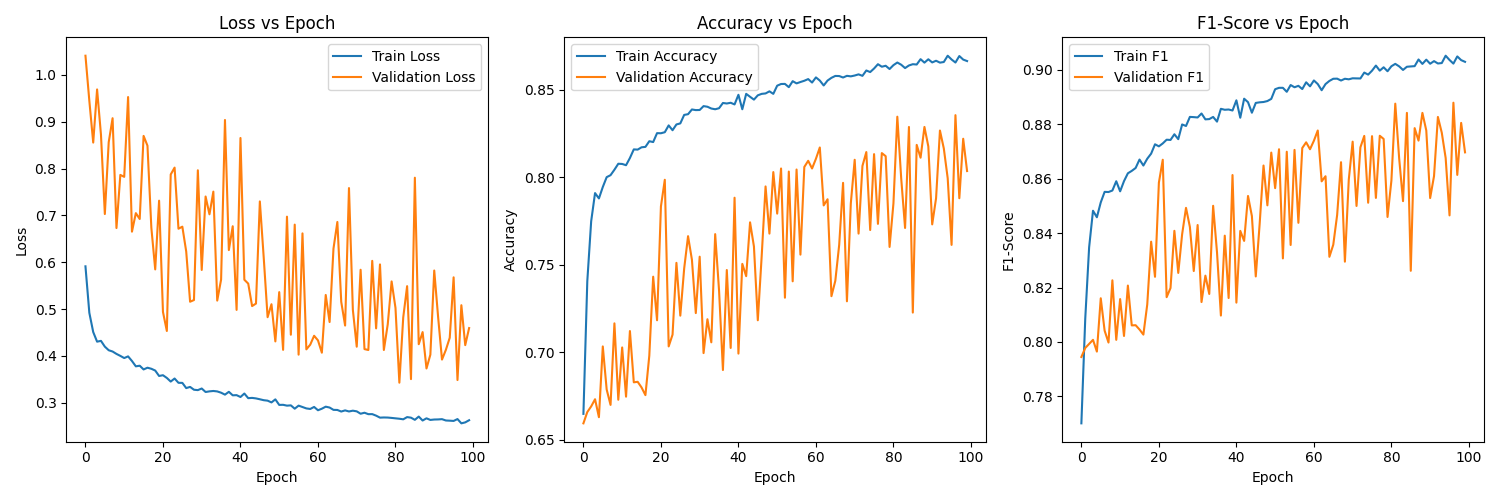 Loss vs Epoch
Train Loss
Validation Loss
1.0
0.9
0.8
0.7
0.6
0.5
0.4
0.3
Loss
0 20 40 60 80 100
Epoch
Accuracy vs Epoch
Train Accuracy
Validation Accuracy
0.85
0.80
0.75
0.70
0.65
Accuracy
0 20 40 60 80 100
Epoch
F1-Score vs Epoch
Train F1
Validation F1
0.90
0.88
0.86
0.84
0.82
0.80
0.78
F1-Score
0 20 40 60 80 100
Epoch